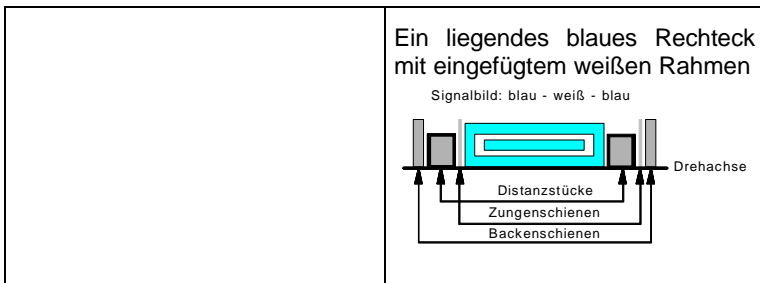 Ein liegendes blaues Rechteck
mit eingefügtem weißen Rahmen
Signalbild: blau - weiß - blau
Drehachse
Distanzstücke
Zungenschienen
Backenschienen